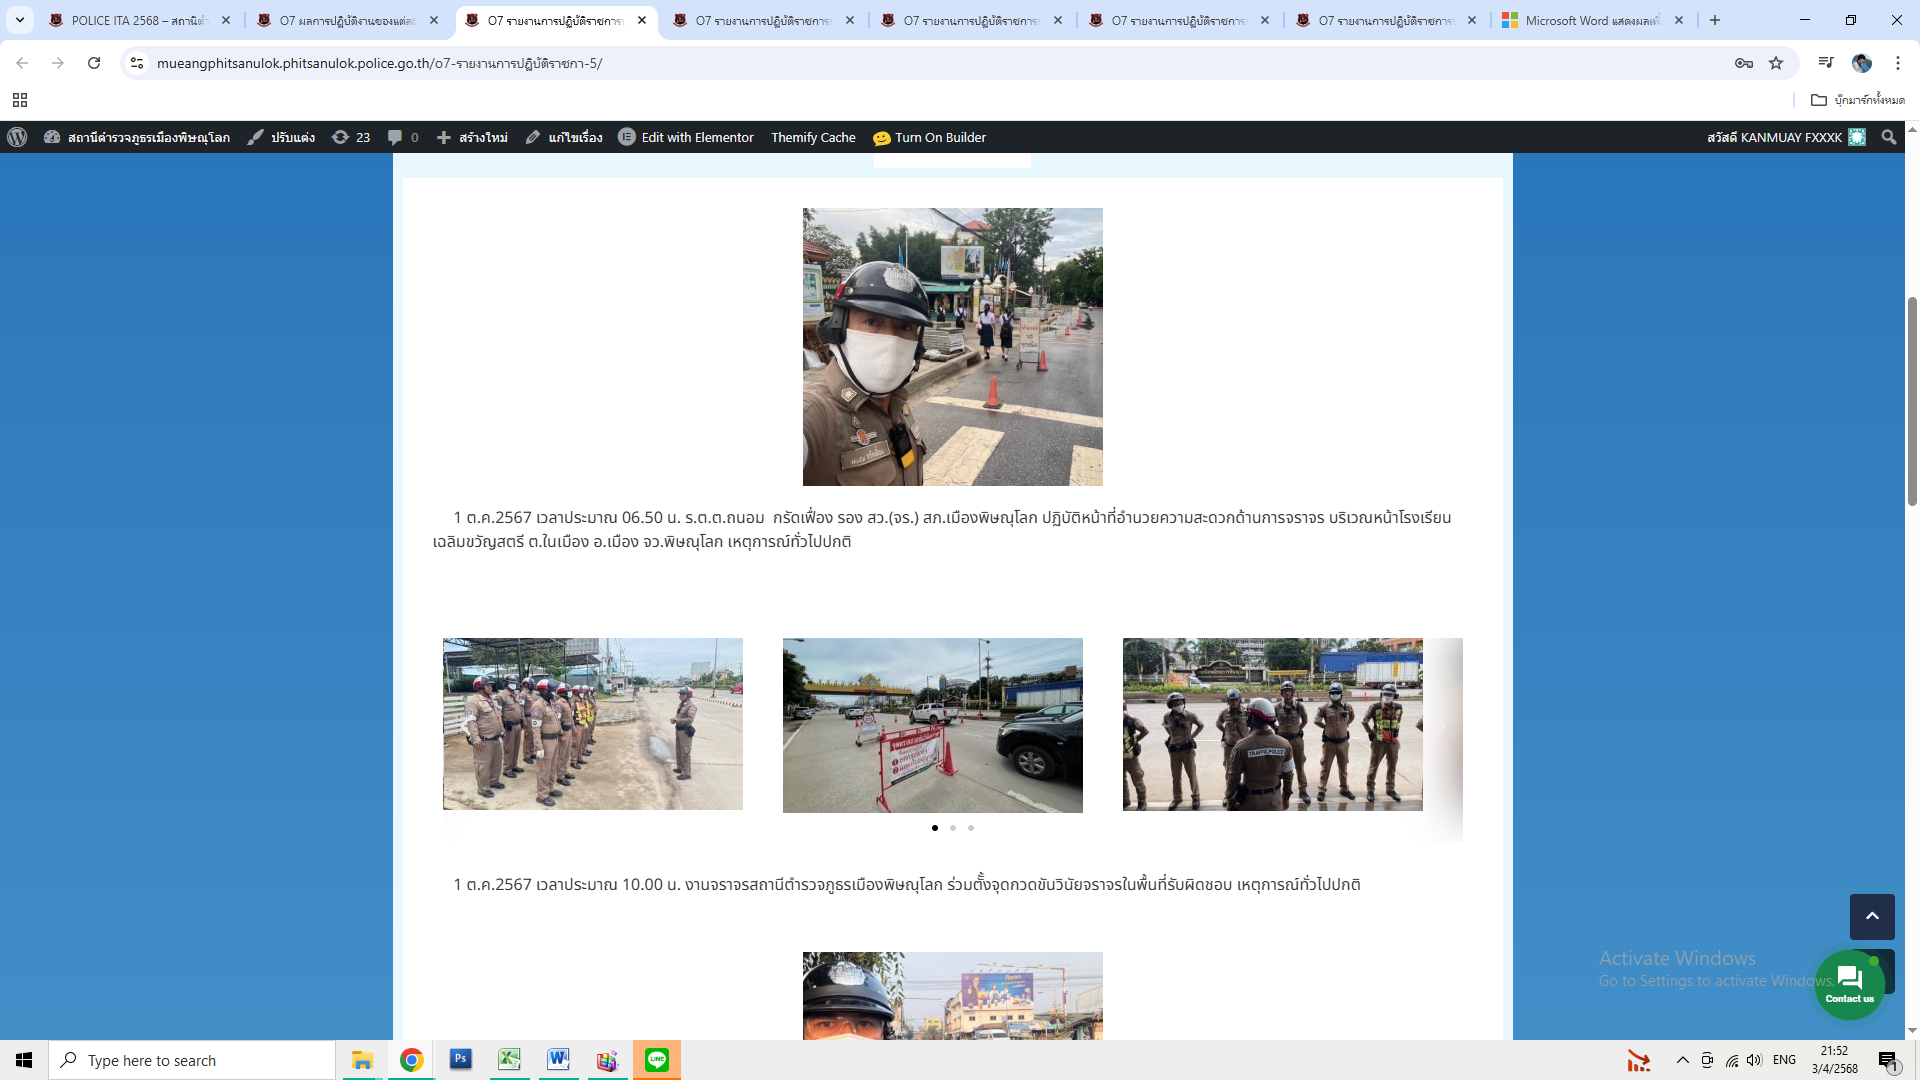 POLICE ITA 2568 – สถานีตำ
O7 ผลการปฏิบัติงานของแต่ละ
O7 รายงานการปฏิบัติราชการ
O7 รายงานการปฏิบัติราชการ
O7 รายงานการปฏิบัติราชการ
O7 รายงานการปฏิบัติราชการ
O7 รายงานการปฏิบัติราชการ
Microsoft Word แสดงผลเพี้
mueangphitsanulok.phitsanulok.police.go.th/o7-รายงานการปฏิบัติราชกา-5/
บุ๊กมาร์กทั้งหมด
สถานีตำรวจภูธรเมืองพิษณุโลก ปรับแต่ง 23 0 สร้างใหม่ แก้ไขเรื่อง Edit with Elementor Themify Cache Turn On Builder สวัสดี KANMUAY FXXXK
1 ต.ค.2567 เวลาประมาณ 06.50 น. ร.ต.ต.ถนอม กรัดเฟื่อง รอง สว.(จร.) สภ.เมืองพิษณุโลก ปฏิบัติหน้าที่อำนวยความสะดวกด้านการจราจร บริเวณหน้าโรงเรียน
เฉลิมขวัญสตรี ต.ในเมือง อ.เมือง จว.พิษณุโลก เหตุการณ์ทั่วไปปกติ
TRAFFIC POLICE
1 ต.ค.2567 เวลาประมาณ 10.00 น. งานจราจรสถานีตำรวจภูธรเมืองพิษณุโลก ร่วมตั้งจุดกวดขันวินัยจราจรในพื้นที่รับผิดชอบ เหตุการณ์ทั่วไปปกติ
Activate Windows
Go to Settings to activate Windows.
Contact us
Type here to search
Ps
LINE
ENG
21:52
3/4/2568
1